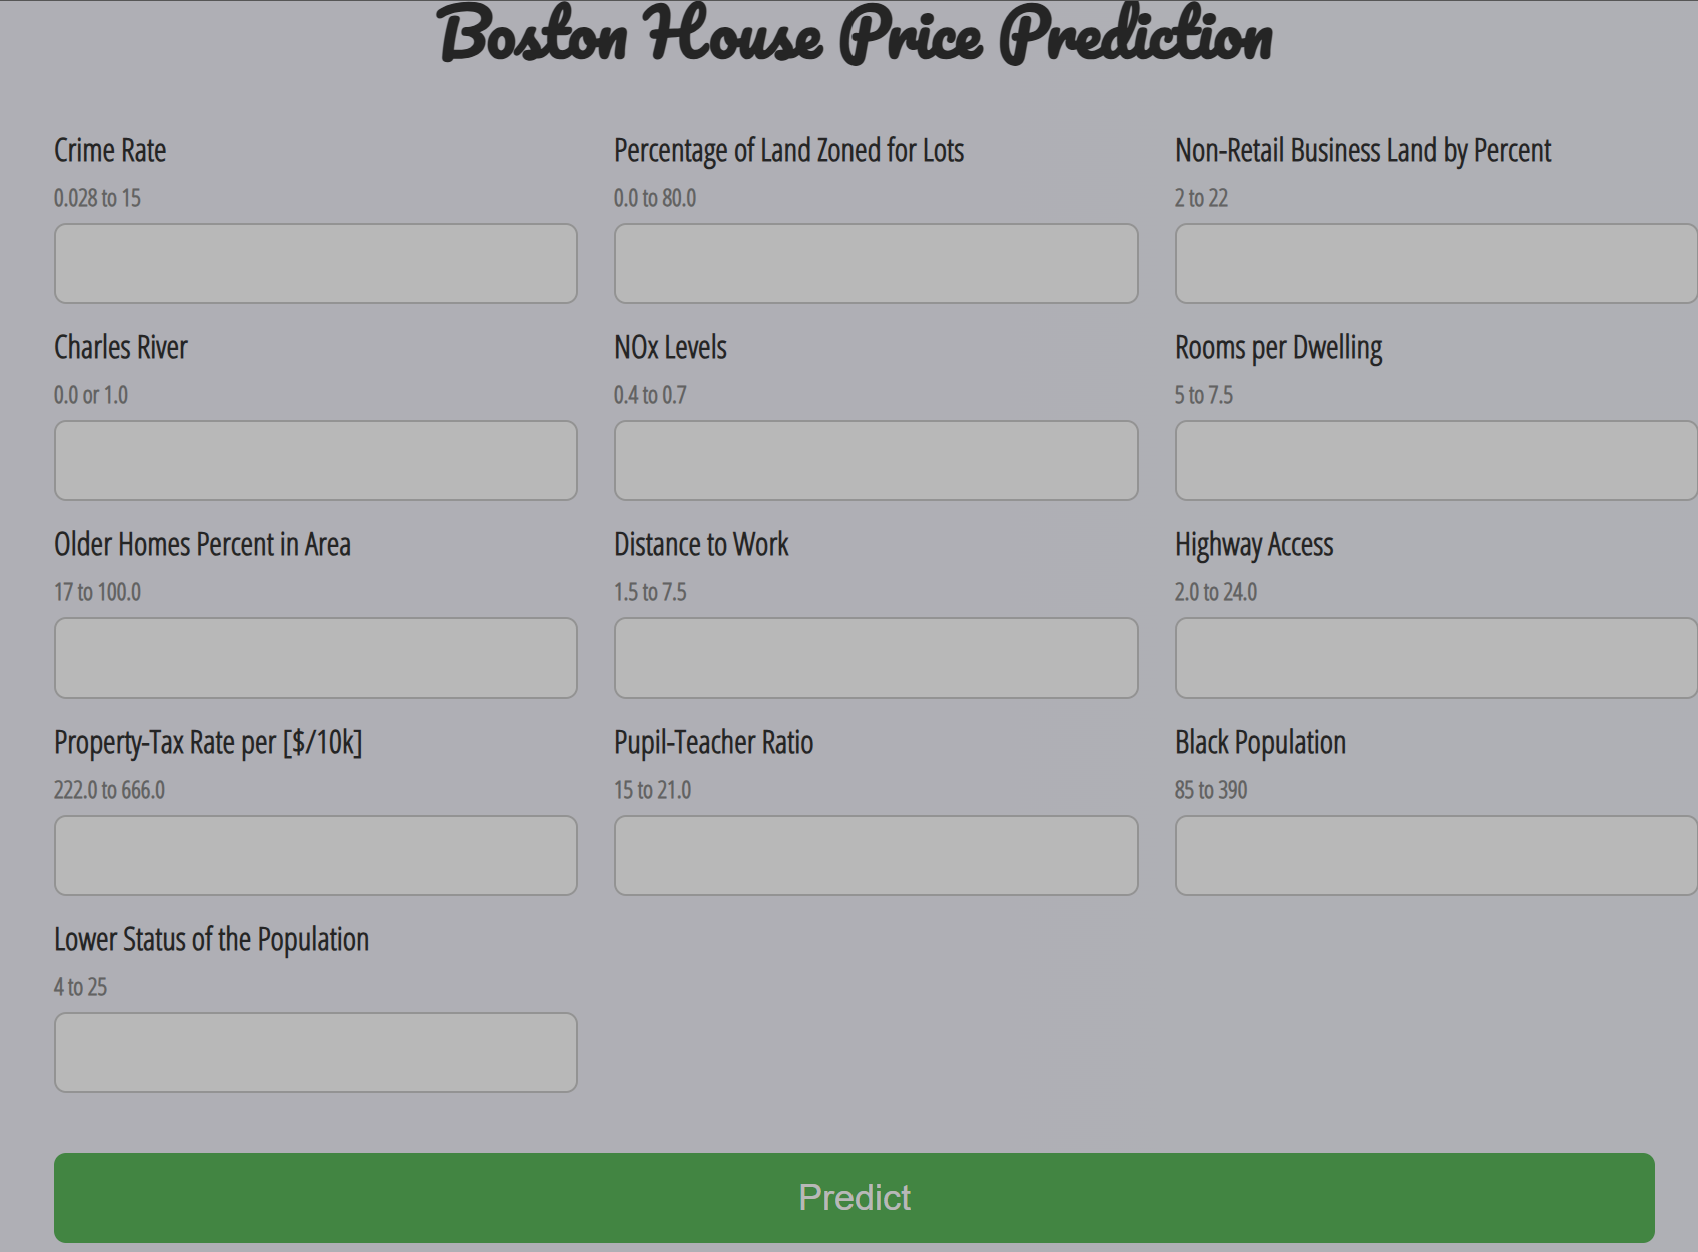 Boston House Price Prediction
Crime Rate
0.028 to 15
Percentage of Land Zoned for Lots
0.0 to 80.0
Non-Retail Business Land by Percent
2 to 22
Charles River
0.0 or 1.0
NOx Levels
0.4 to 0.7
Rooms per Dwelling
5 to 7.5
Older Homes Percent in Area
17 to 100.0
Distance to Work
1.5 to 7.5
Highway Access
2.0 to 24.0
Property-Tax Rate per [$/10k]
222.0 to 666.0
Pupil-Teacher Ratio
15 to 21.0
Black Population
85 to 390
Lower Status of the Population
4 to 25
Predict